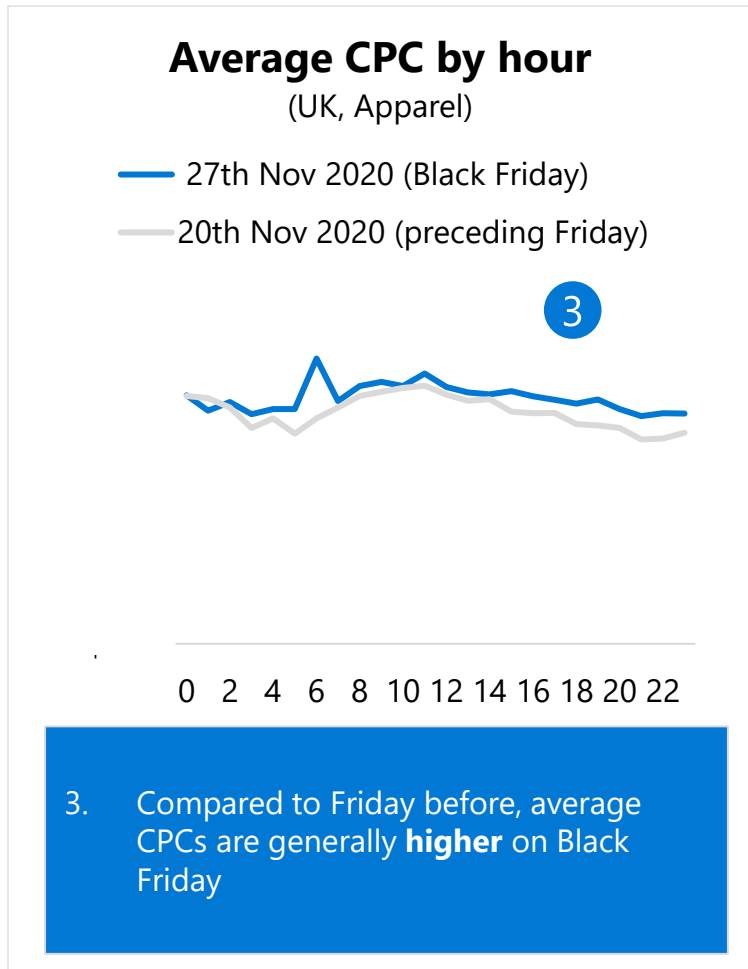 Average CPC by hour
(UK, Apparel)
27th Nov 2020 (Black Friday)
20th Nov 2020 (preceding Friday)
3
0 2 4 6 8 10 12 14 16 18 20 22
3. Compared to Friday before, average
CPCs are generally higher on Black
Friday